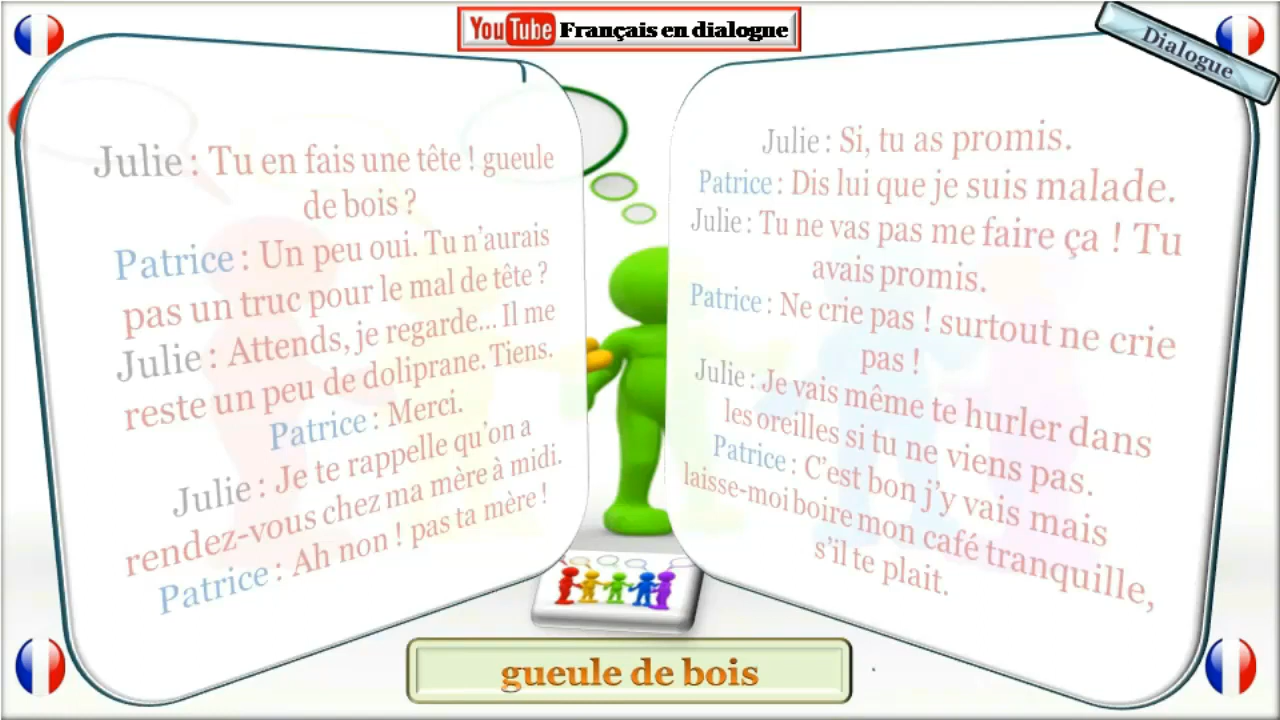 YouTube Français en dialogue
Dialogue
Julie : Tu en fais une tête ! gueule
de bois ?
Patrice : Un peu oui. Tu n'aurais
pas un truc pour le mal de tête ?
Julie : Attends, je regarde... Il me
reste un peu de doliprane. Tiens.
Patrice : Merci.
Julie : Je te rappelle qu'on a
rendez-vous chez ma mère à midi.
Patrice : Ah non ! pas ta mère !
Julie : Si, tu as promis.
Patrice : Dis lui que je suis malade.
Julie : Tu ne vas pas me faire ça ! Tu
avais promis.
Patrice : Ne crie pas ! surtout ne crie
pas !
Julie : Je vais même te hurler dans
les oreilles si tu ne viens pas.
Patrice : C'est bon j'y vais mais
laisse-moi boire mon café tranquille,
s'il te plait.
gueule de bois